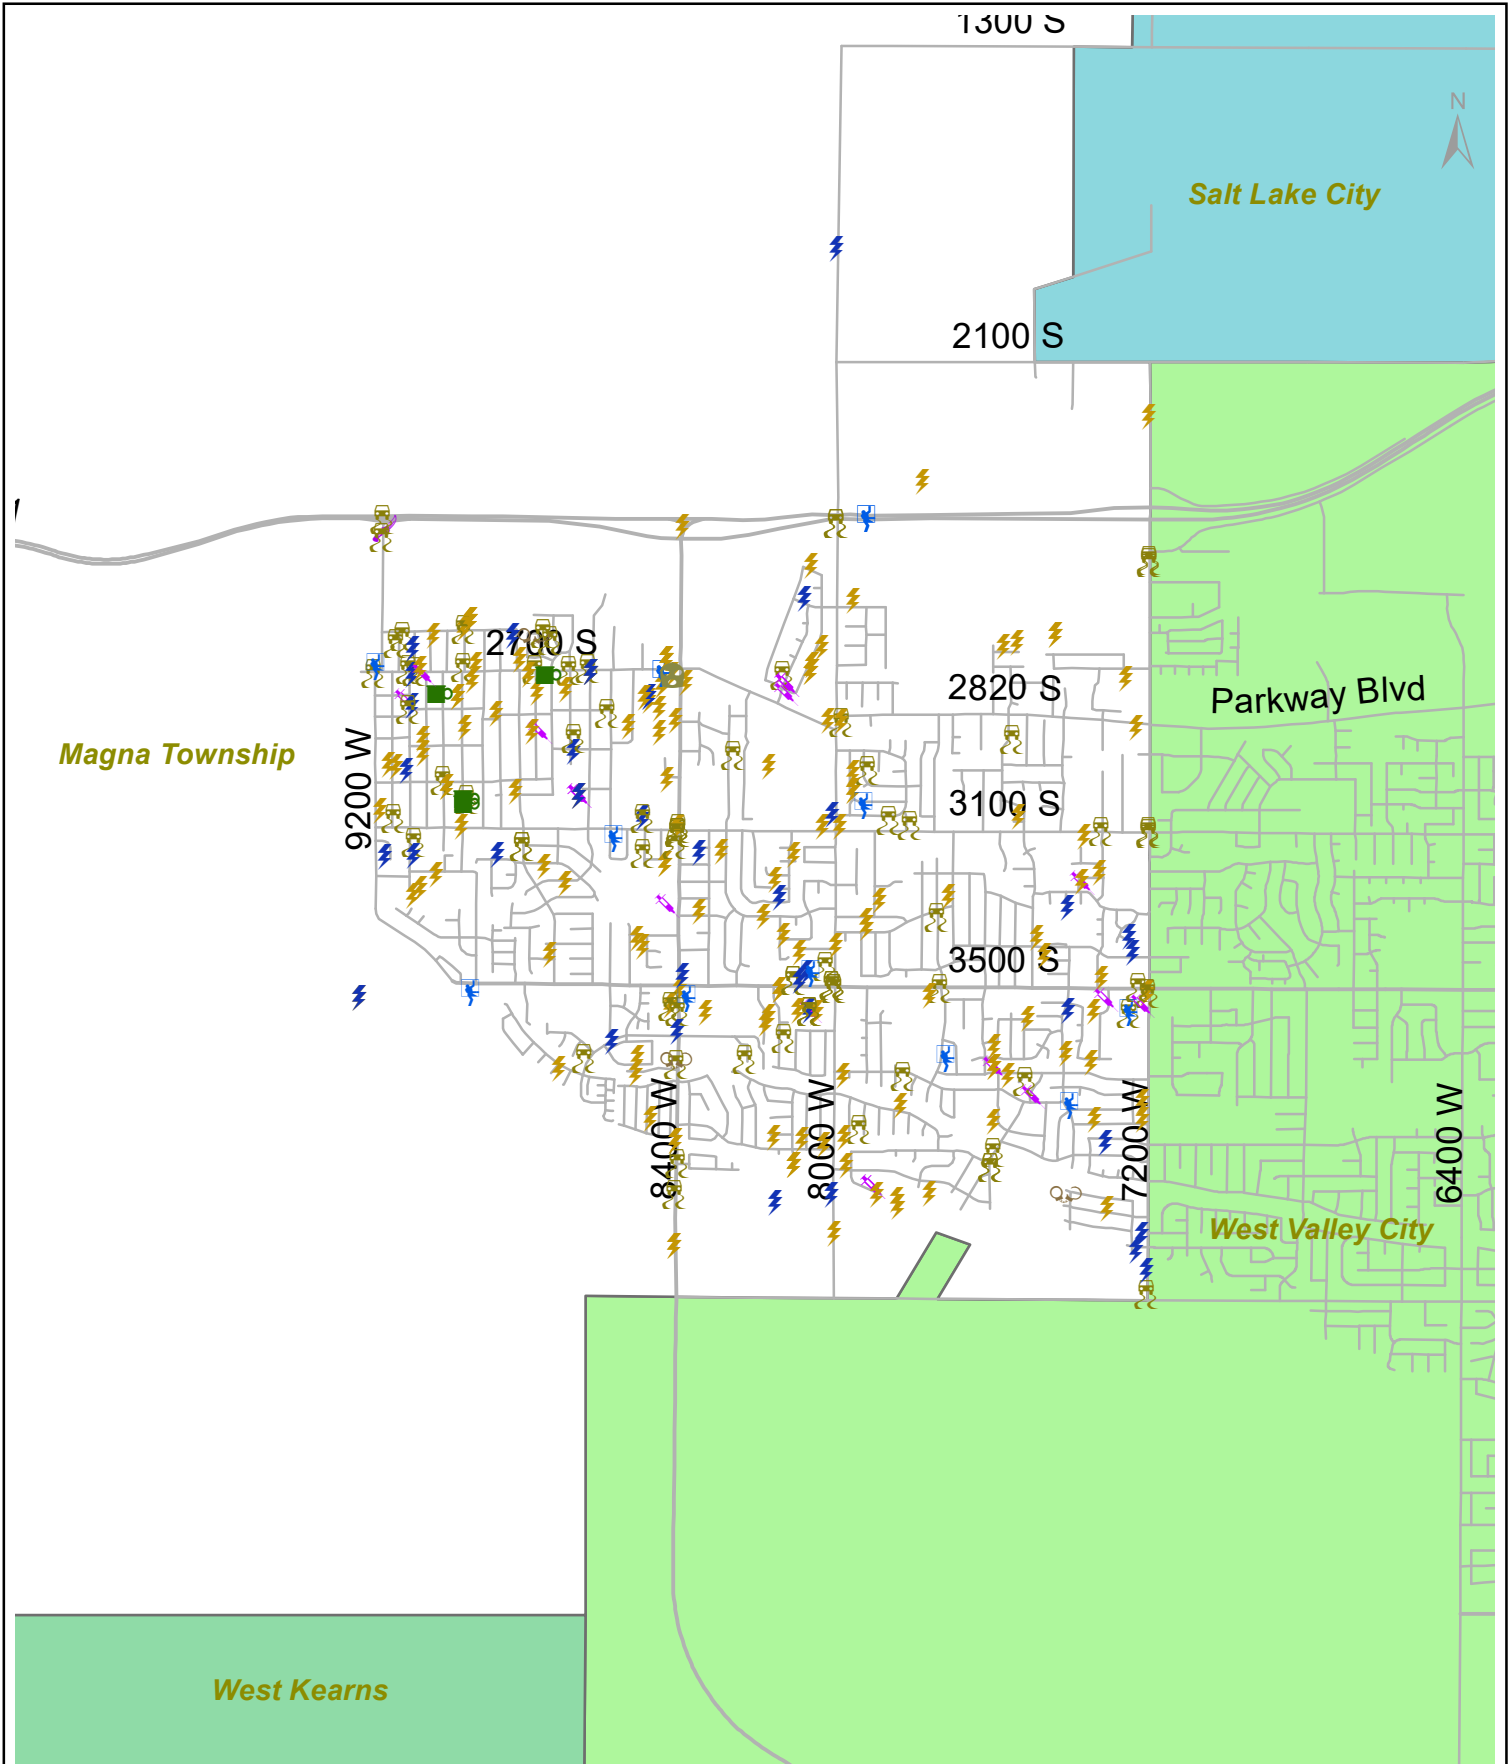 1300 S
N
Salt Lake City
2100 S
2700 S
2820 S
Parkway Blvd
Magna Township
9200 W
3100 S
3500 S
8400 W
8000 W
7200 W
6400 W
West Valley City
West Kearns